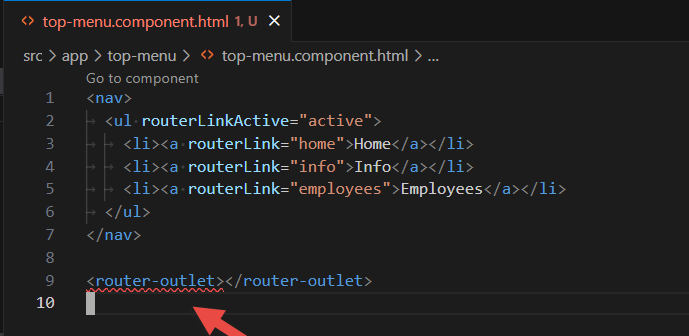 top-menu.component.html 1, U
src > app > top-menu > top-menu.component.html > ...
Go to component
1 <nav>
2 <ul routerLinkActive="active">
3 <li><a routerLink="home">Home</a></li>
4 <li><a routerLink="info">Info</a></li>
5 <li><a routerLink="employees">Employees</a></li>
6 </ul>
7 </nav>
8
9 <router-outlet></router-outlet>
10